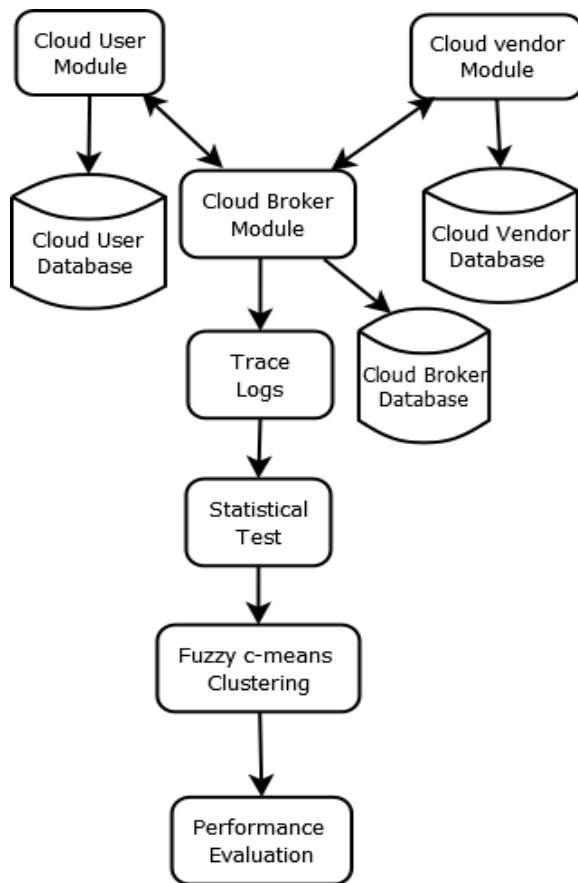 Cloud User
Module
Cloud vendor
Module
Cloud User
Database
Cloud Broker
Module
Cloud Vendor
Database
Trace
Logs
Cloud Broker
Database
Statistical
Test
Fuzzy c-means
Clustering
Performance
Evaluation